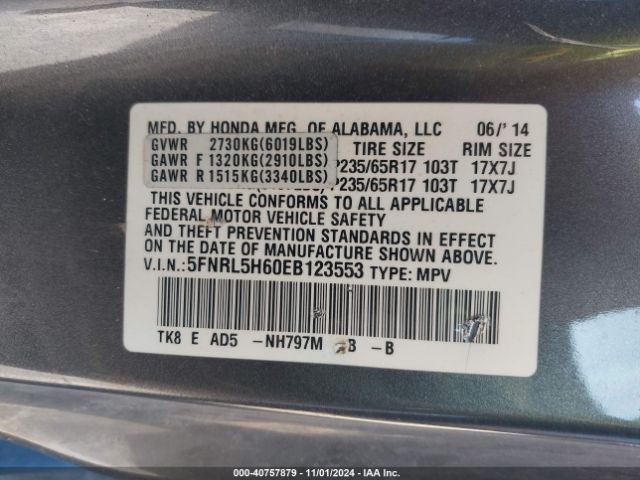 MFD. BY HONDA MFG. OF ALABAMA, LLC 06/'14
GVWR 2730KG(6019LBS) TIRE SIZE RIM SIZE
GAWR F 1320KG(2910LBS) P235/65R17 103T 17X7J
GAWR R 1515KG(3340LBS) P235/65R17 103T 17X7J
THIS VEHICLE CONFORMS TO ALL APPLICABLE
FEDERAL MOTOR VEHICLE SAFETY
AND THEFT PREVENTION STANDARDS IN EFFECT
ON THE DATE OF MANUFACTURE SHOWN ABOVE.
V.I.N.:5FNRL5H60EB123553 TYPE: MPV
TK8 E AD5 -NH797M B -B
000-40757879 - 11/01/2024 - IAA Inc.